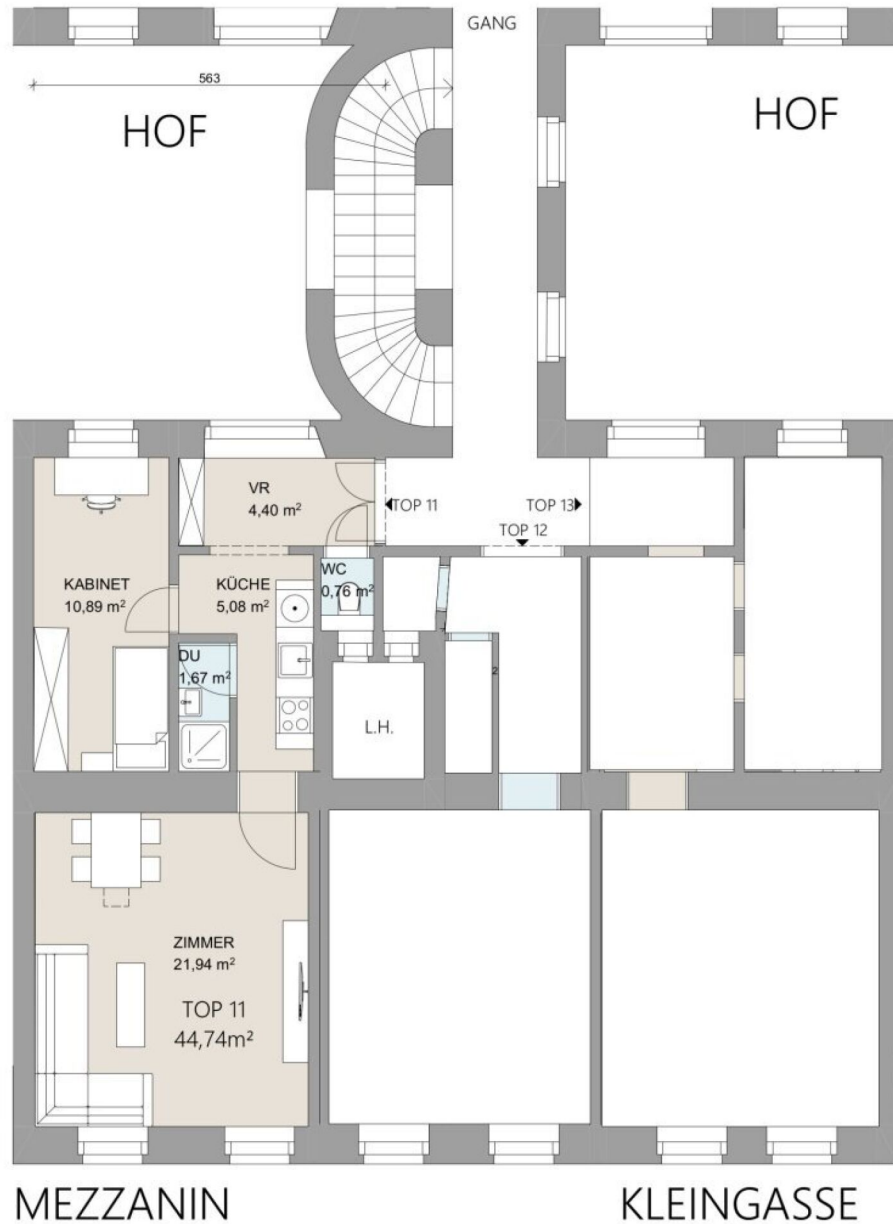 GANG
563
HOF
HOF
VR
4,40 m²
TOP 11
TOP 13
TOP 12
KABINET
10,89 m²
KÜCHE
5,08 m²
WC
0,76 m²
DU
1,67 m²
2
L.H.
ZIMMER
21,94 m²
TOP 11
44,74m²
MEZZANIN
KLEINGASSE